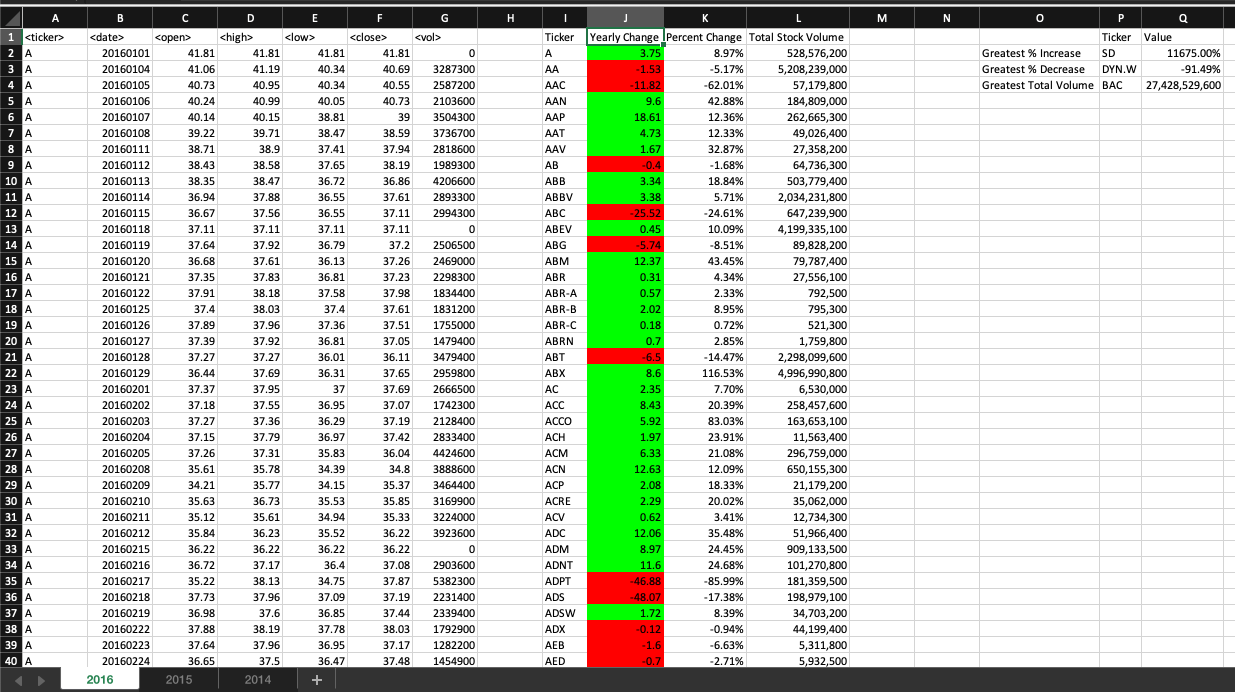 A B C D E F G H I J K L M N O P Q
1 <ticker> <date> <open> <high> <low> <close> <vol> Ticker Yearly Change Percent Change Total Stock Volume Ticker Value
2 A 20160101 41.81 41.81 41.81 41.81 0 A 3.75 8.97% 528,576,200 Greatest % Increase SD 11675.00%
3 A 20160104 41.06 41.19 40.34 40.69 3287300 AA -1.53 -5.17% 5,208,239,000 Greatest % Decrease DYN.W -91.49%
4 A 20160105 40.73 40.95 40.34 40.55 2587200 AAC -11.82 -62.01% 57,179,800 Greatest Total Volume BAC 27,428,529,600
5 A 20160106 40.24 40.99 40.05 40.73 2103600 AAN 9.6 42.88% 184,809,000
6 A 20160107 40.14 40.15 38.81 39 3504300 AAP 18.61 12.36% 262,665,300
7 A 20160108 39.22 39.71 38.47 38.59 3736700 AAT 4.73 12.33% 49,026,400
8 A 20160111 38.71 38.9 37.41 37.94 2818600 AAV 1.67 32.87% 27,358,200
9 A 20160112 38.43 38.58 37.65 38.19 1989300 AB -0.4 -1.68% 64,736,300
10 A 20160113 38.35 38.47 36.72 36.86 4206600 ABB 3.34 18.84% 503,779,400
11 A 20160114 36.94 37.88 36.55 37.61 2893300 ABBV 3.38 5.71% 2,034,231,800
12 A 20160115 36.67 37.56 36.55 37.11 2994300 ABC -25.52 -24.61% 647,239,900
13 A 20160118 37.11 37.11 37.11 37.11 0 ABEV 0.45 10.09% 4,199,335,100
14 A 20160119 37.64 37.92 36.79 37.2 2506500 ABG -5.74 -8.51% 89,828,200
15 A 20160120 36.68 37.61 36.13 37.26 2469000 ABM 12.37 43.45% 79,787,400
16 A 20160121 37.35 37.83 36.81 37.23 2298300 ABR 0.31 4.34% 27,556,100
17 A 20160122 37.91 38.18 37.58 37.98 1834400 ABR-A 0.57 2.33% 792,500
18 A 20160125 37.4 38.03 37.4 37.61 1831200 ABR-B 2.02 8.95% 795,300
19 A 20160126 37.89 37.96 37.36 37.51 1755000 ABR-C 0.18 0.72% 521,300
20 A 20160127 37.39 37.92 36.81 37.05 1479400 ABRN 0.7 2.85% 1,759,800
21 A 20160128 37.27 37.27 36.01 36.11 3479400 ABT -6.5 -14.47% 2,298,099,600
22 A 20160129 36.44 37.69 36.31 37.65 2959800 ABX 8.6 116.53% 4,996,990,800
23 A 20160201 37.37 37.95 37 37.69 2666500 AC 2.35 7.70% 6,530,000
24 A 20160202 37.18 37.55 36.95 37.07 1742300 ACC 8.43 20.39% 258,457,600
25 A 20160203 37.27 37.36 36.29 37.19 2128400 ACCO 5.92 83.03% 163,653,100
26 A 20160204 37.15 37.79 36.97 37.42 2833400 ACH 1.97 23.91% 11,563,400
27 A 20160205 37.26 37.31 35.83 36.04 4424600 ACM 6.33 21.08% 296,759,000
28 A 20160208 35.61 35.78 34.39 34.8 3888600 ACN 12.63 12.09% 650,155,300
29 A 20160209 34.21 35.77 34.15 35.37 3464400 ACP 2.08 18.33% 21,179,200
30 A 20160210 35.63 36.73 35.53 35.85 3169900 ACRE 2.29 20.02% 35,062,000
31 A 20160211 35.12 35.61 34.94 35.33 3224000 ACV 0.62 3.41% 12,734,300
32 A 20160212 35.84 36.23 35.52 36.22 3923600 ADC 12.06 35.48% 51,966,400
33 A 20160215 36.22 36.22 36.22 36.22 0 ADM 8.97 24.45% 909,133,500
34 A 20160216 36.72 37.17 36.4 37.08 2903600 ADNT 11.6 24.68% 101,270,800
35 A 20160217 35.22 38.13 34.75 37.87 5382300 ADPT -46.88 -85.99% 181,359,500
36 A 20160218 37.73 37.96 37.09 37.19 2231400 ADS -48.07 -17.38% 198,979,100
37 A 20160219 36.98 37.6 36.85 37.44 2339400 ADSW 1.72 8.39% 34,703,200
38 A 20160222 37.88 38.19 37.78 38.03 1792900 ADX -0.12 -0.94% 44,199,400
39 A 20160223 37.64 37.96 36.95 37.17 1282200 AEB -1.6 -6.63% 5,311,800
40 A 20160224 36.65 37.5 36.47 37.48 1454900 AED -0.7 -2.71% 5,932,500
2016 2015 2014 +